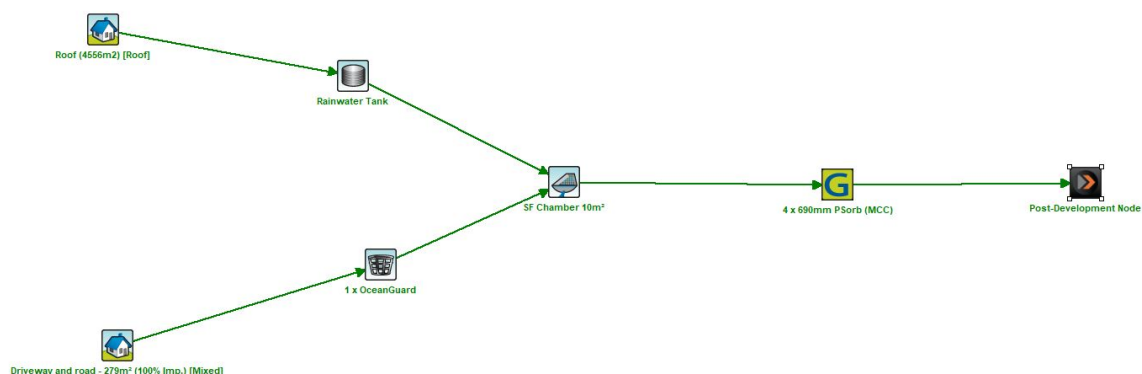 Roof (4556m2) [Roof]
Rainwater Tank
SF Chamber 10m²
G
4 x 690mm PSorb (MCC)
Post-Development Node
1 x OceanGuard
Driveway and road - 279m² (100% Imp.) [Mixed]